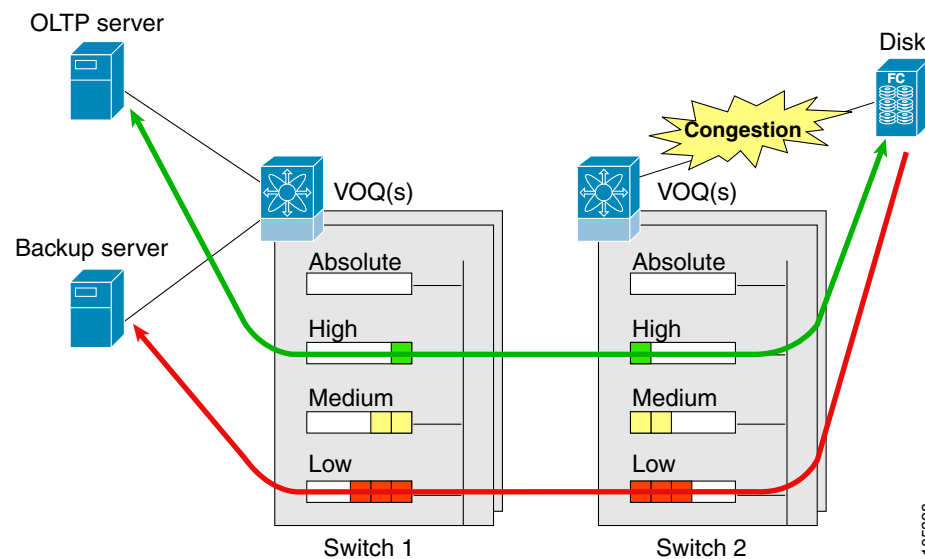 OLTP server
Disk
FC
Congestion
VOQ(s)
VOQ(s)
Backup server
Absolute
Absolute
High
High
Medium
Medium
Low
Low
Switch 1
Switch 2